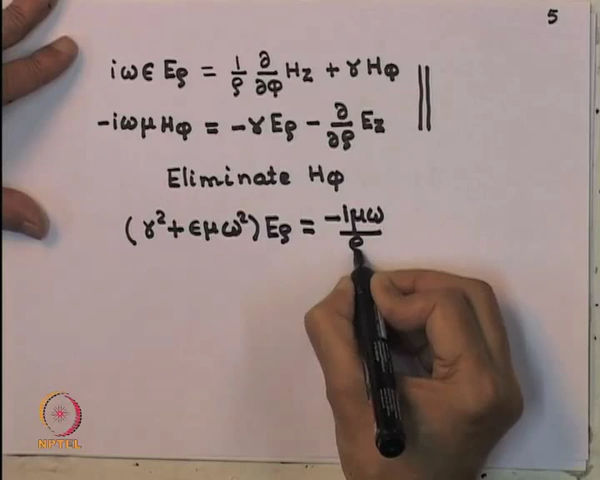 5
iωϵ Eρ = 1/ρ ∂/∂φ Hz + γ Hφ
-iωμ Hφ = -γ Eρ - ∂/∂ρ Ez
Eliminate Hφ
(γ² + ϵμω²) Eρ = -iμω/ρ
NPTEL